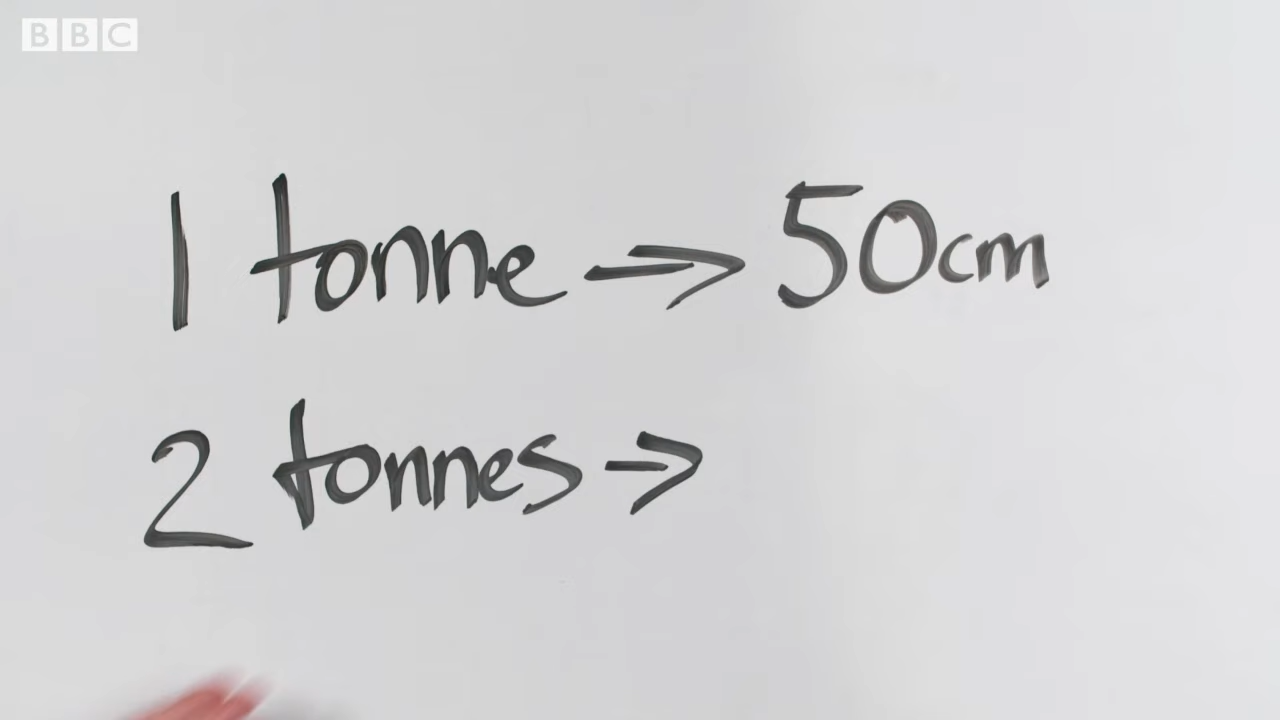 BBC
1 tonne → 50cm
2 tonnes →